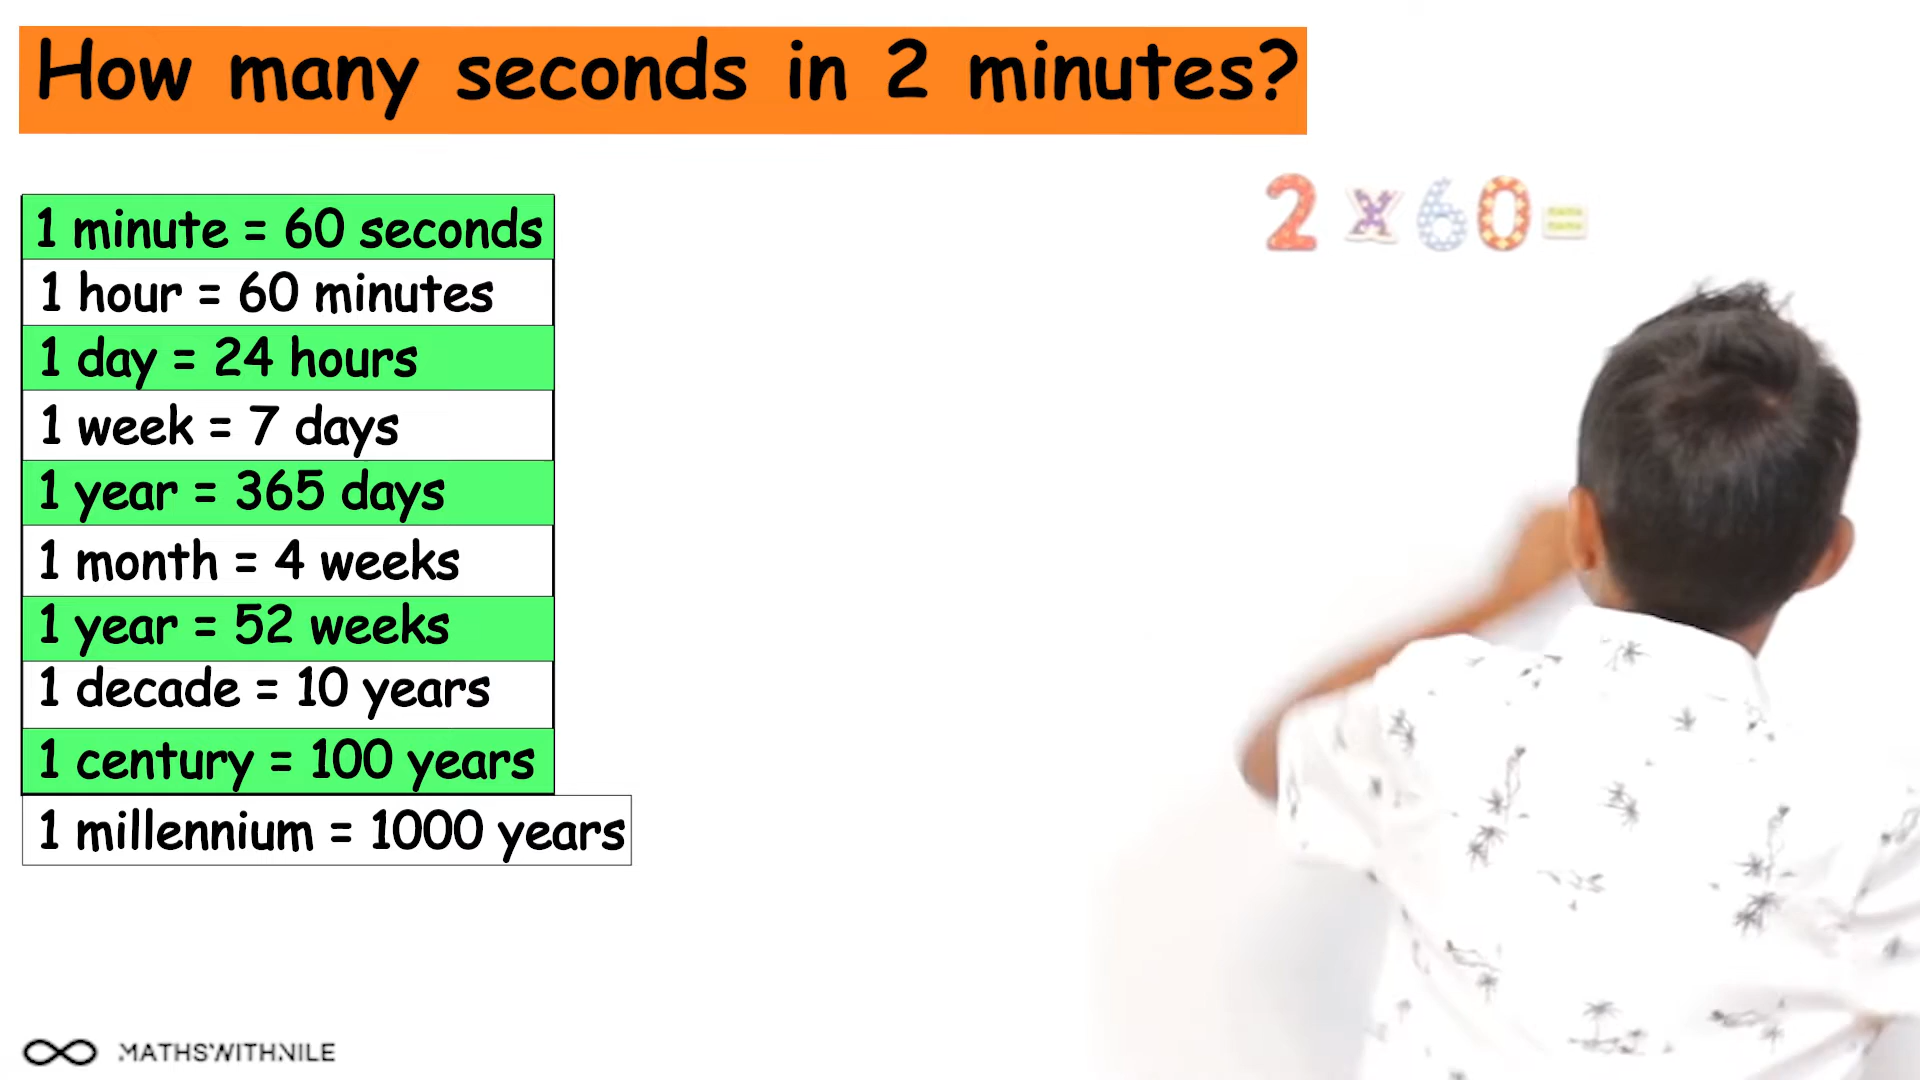 How many seconds in 2 minutes?
2 x 60 =
1 minute = 60 seconds
1 hour = 60 minutes
1 day = 24 hours
1 week = 7 days
1 year = 365 days
1 month = 4 weeks
1 year = 52 weeks
1 decade = 10 years
1 century = 100 years
1 millennium = 1000 years
MATHSWITHNILE